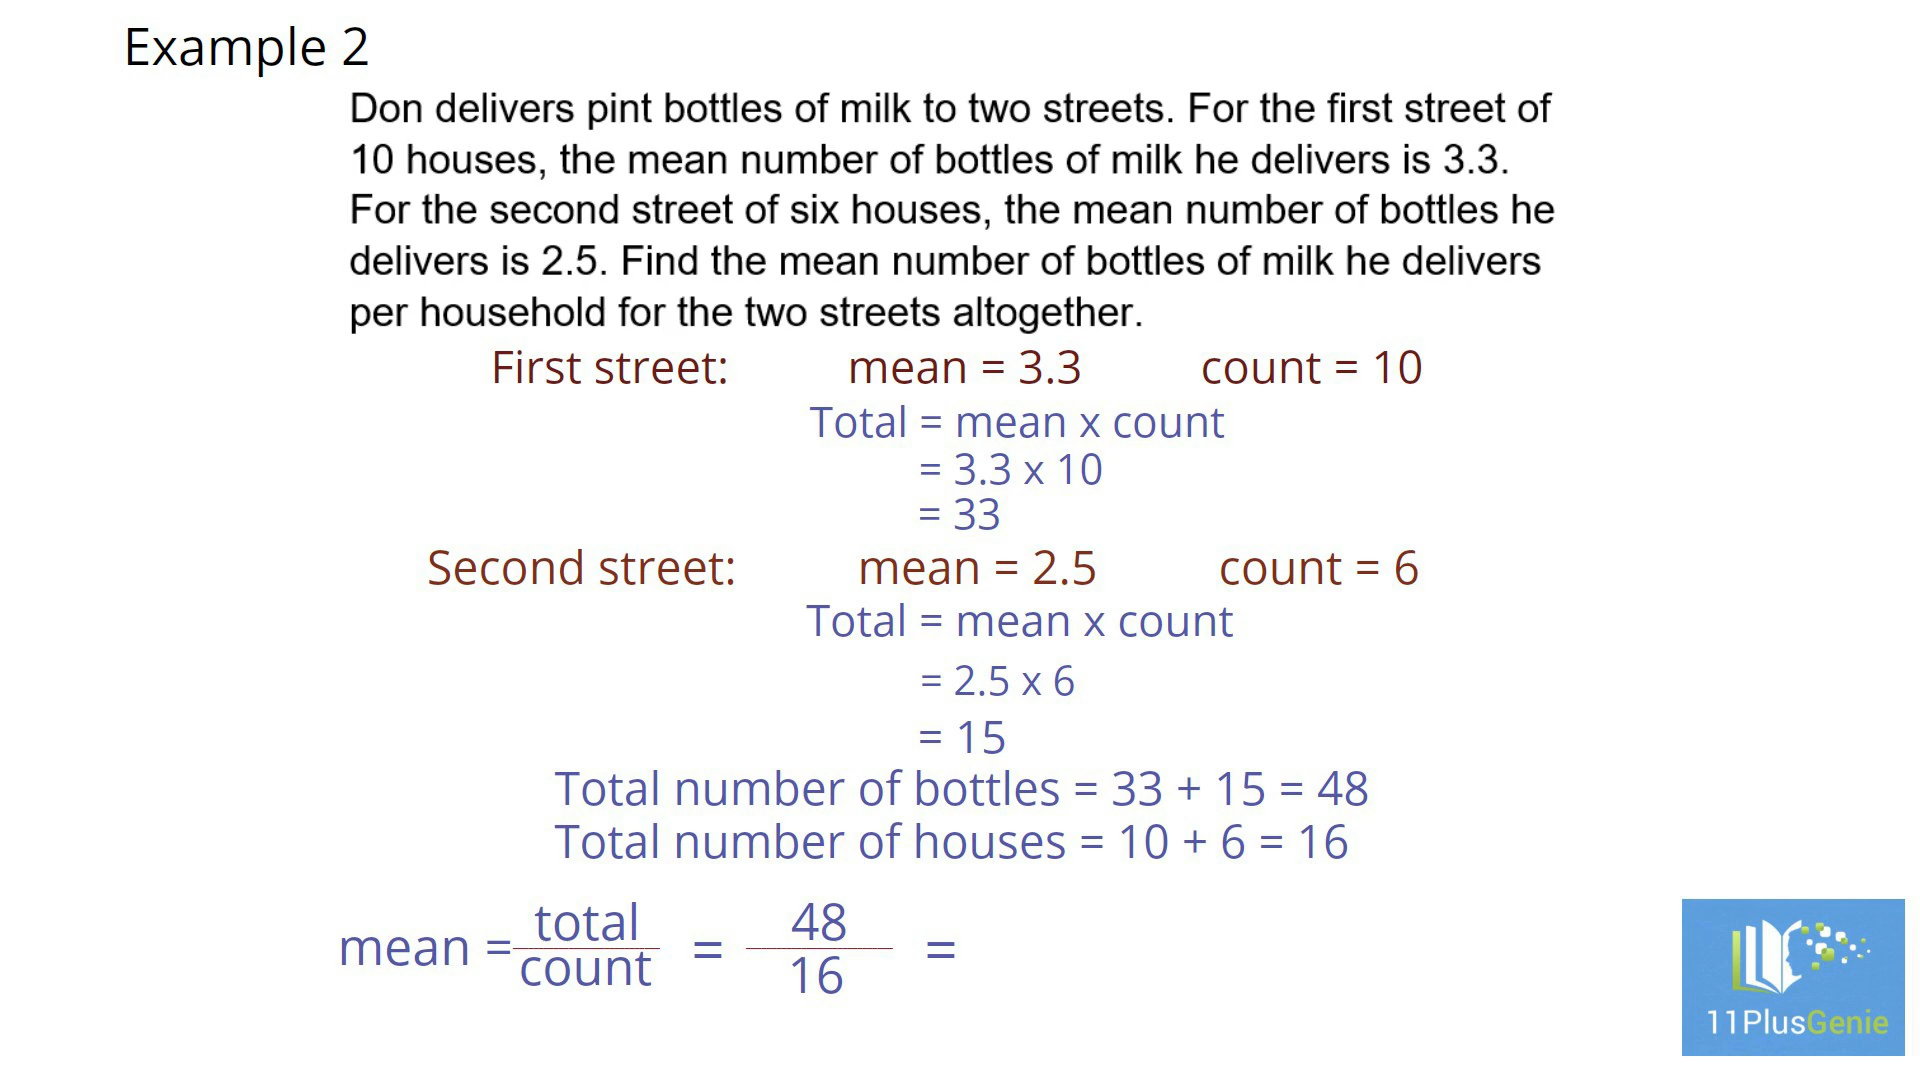 Example 2
Don delivers pint bottles of milk to two streets. For the first street of
10 houses, the mean number of bottles of milk he delivers is 3.3.
For the second street of six houses, the mean number of bottles he
delivers is 2.5. Find the mean number of bottles of milk he delivers
per household for the two streets altogether.
First street: mean = 3.3 count = 10
Total = mean x count
= 3.3 x 10
= 33
Second street: mean = 2.5 count = 6
Total = mean x count
= 2.5 x 6
= 15
Total number of bottles = 33 + 15 = 48
Total number of houses = 10 + 6 = 16
mean = total/count = 48/16 =
11PlusGenie